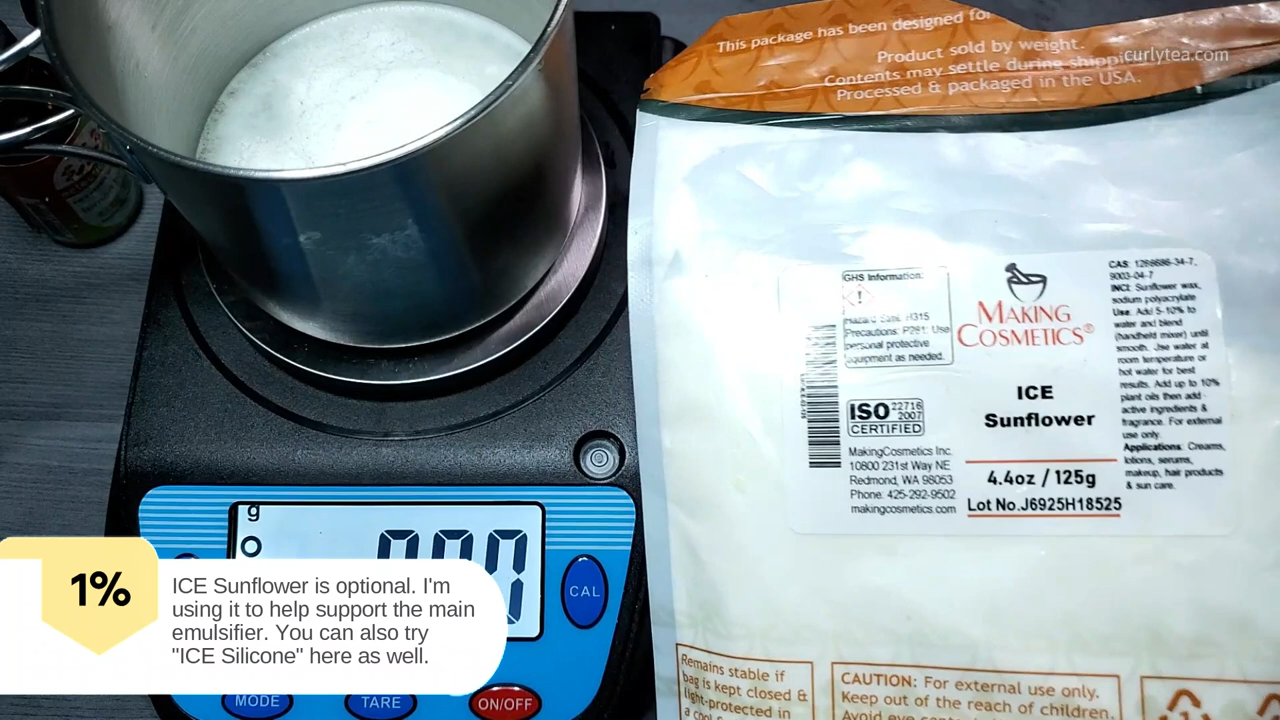 This package has been designed for
Product sold by weight.
Contents may settle during shipping
Processed & packaged in the USA.
curlytea.com
GHS Information:
H315
Precautions: P281: Use
personal protective
equipment as needed.
ISO 22716
2007
CERTIFIED
MakingCosmetics Inc.
10800 231st Way NE
Redmond, WA 98053
Phone: 425-292-9502
makingcosmetics.com
MAKING
COSMETICS®
ICE
Sunflower
4.4oz / 125g
Lot No.J6925H18525
CAS: 1286686-34-7,
9003-04-7
INCI: Sunflower wax,
sodium polyacrylate
Use: Add 5-10% to
water and blend
(handheld mixer) until
smooth. Use water at
room temperature or
hot water for best
results. Add up to 10%
plant oils then add
active ingredients &
fragrance. For external
use only.
Applications: Creams,
lotions, serums,
makeup, hair products
& sun care.
g
O
CAL
MODE
TARE
ON/OFF
1%
ICE Sunflower is optional. I'm
using it to help support the main
emulsifier. You can also try
"ICE Silicone" here as well.
Remains stable if
bag is kept closed &
light-protected in
a cool
CAUTION: For external use only.
Keep out of the reach of children.
Avoid eye